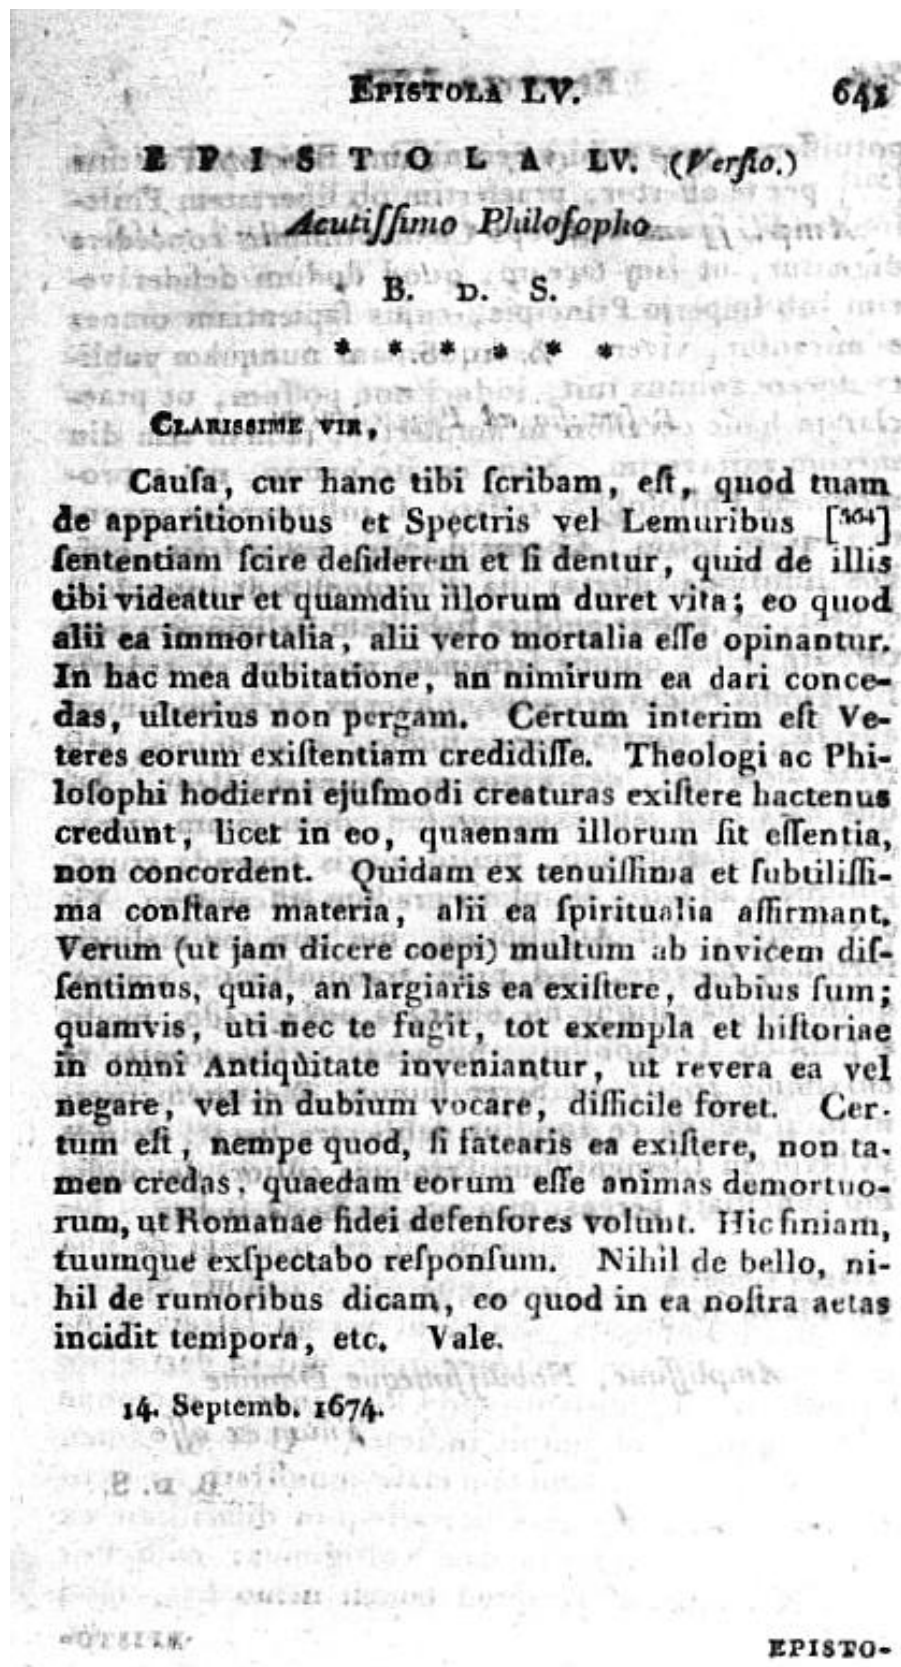 EPISTOLA LV. 641
EPISTOLA LV. (Verſio.)
Acutiſſimo Philoſopho
B. D. S.
* * * * * *
CLARISSIME VIR,
Cauſa, cur hanc tibi ſcribam, eſt, quod tuam
de apparitionibus et Spectris vel Lemuribus [364]
ſententiam ſcire deſiderem et ſi dentur, quid de illis
tibi videatur et quamdiu illorum duret vita; eo quod
alii ea immortalia, alii vero mortalia eſſe opinantur.
In hac mea dubitatione, an nimirum ea dari conce-
das, ulterius non pergam. Certum interim eſt Ve-
teres eorum exiſtentiam credidiſſe. Theologi ac Phi-
loſophi hodierni ejuſmodi creaturas exiſtere hactenus
credunt, licet in eo, quaenam illorum ſit eſſentia,
non concordent. Quidam ex tenuiſſima et ſubtiliſſi-
ma conſtare materia, alii ea ſpiritualia affirmant.
Verum (ut jam dicere coepi) multum ab invicem diſ-
ſentimus, quia, an largiaris ea exiſtere, dubius ſum;
quamvis, uti nec te fugit, tot exempla et hiſtoriae
in omni Antiquitate inveniantur, ut revera ea vel
negare, vel in dubium vocare, difficile foret. Cer-
tum eſt, nempe quod, ſi fatearis ea exiſtere, non ta-
men credas, quaedam eorum eſſe animas demortuo-
rum, ut Romanae fidei defenſores volunt. Hic finiam,
tuumque exſpectabo reſponſum. Nihil de bello, ni-
hil de rumoribus dicam, eo quod in ea noſtra aetas
incidit tempora, etc. Vale.
14. Septemb. 1674.
EPISTO-